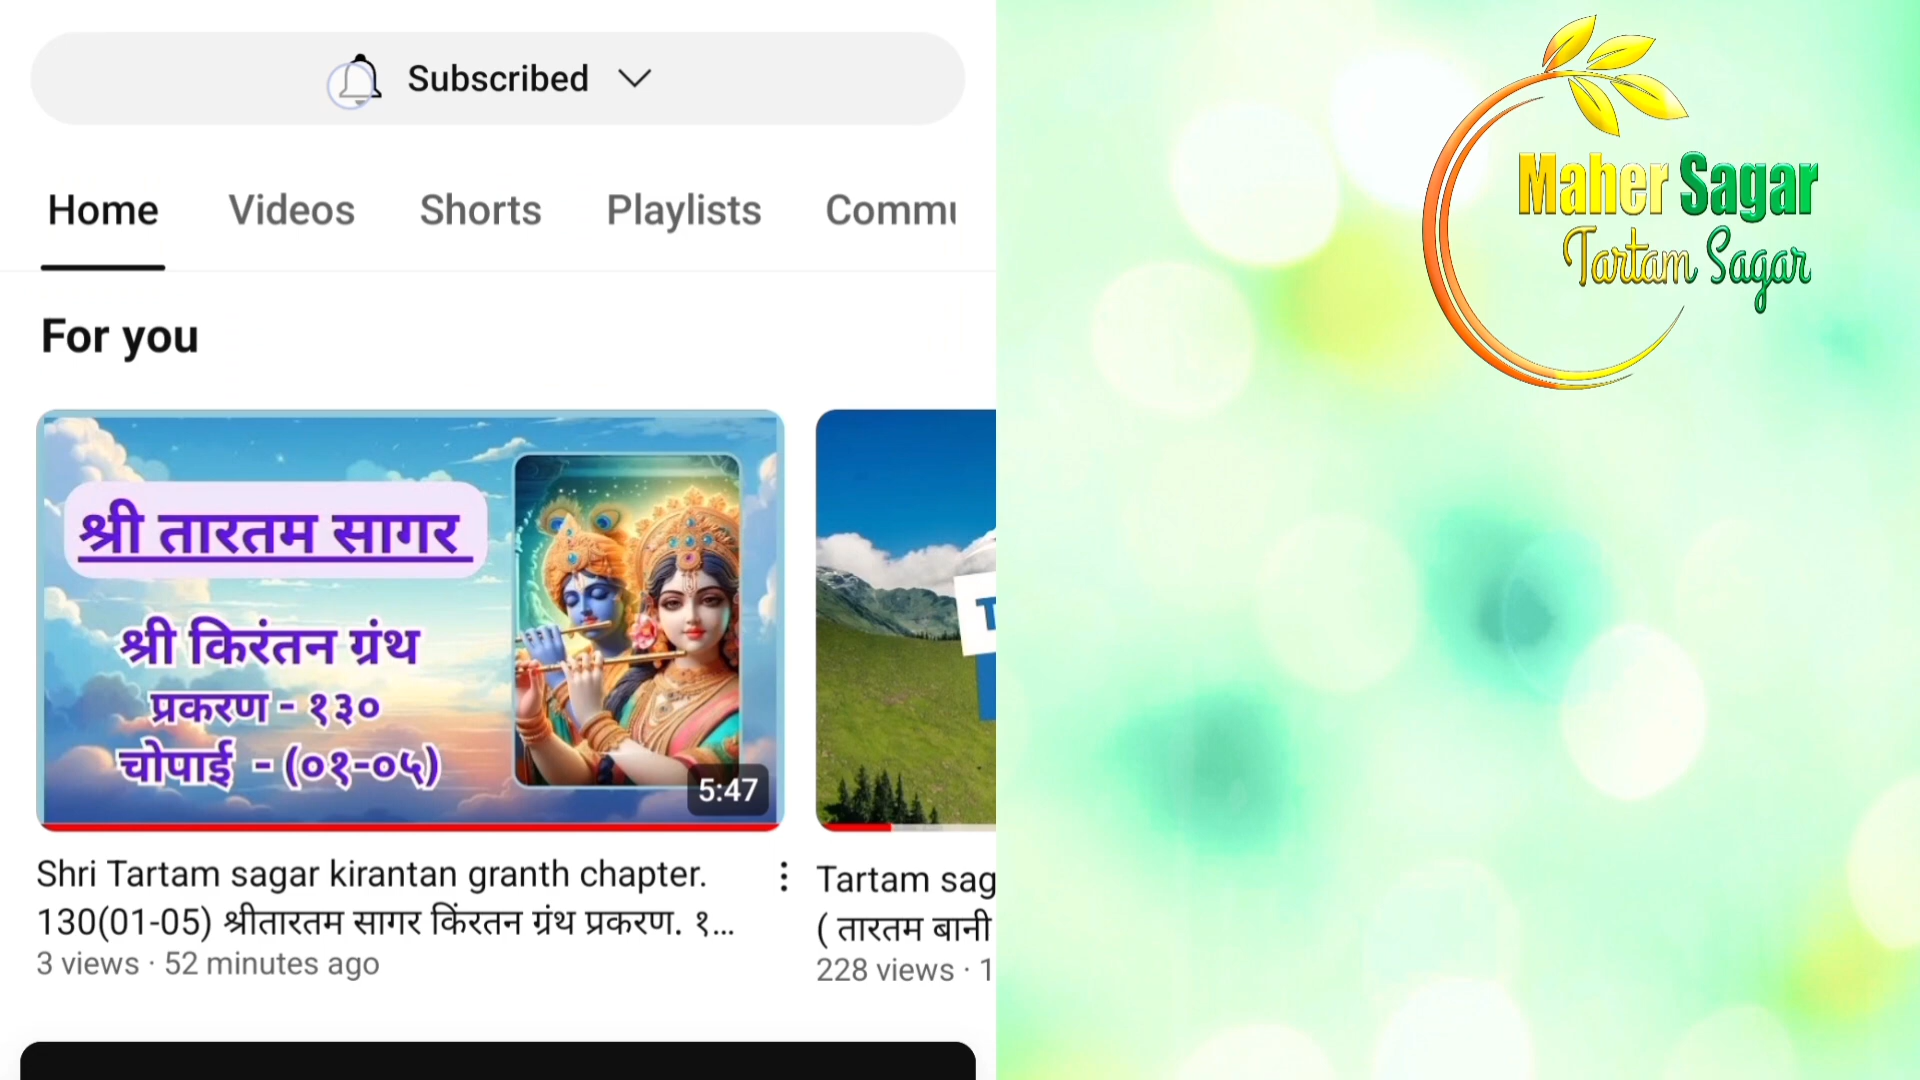 Subscribed
Home Videos Shorts Playlists Commu
For you
श्री तारतम सागर
श्री किरंतन ग्रंथ
प्रकरण - १३०
चोपाई - (०१-०५)
5:47
Shri Tartam sagar kirantan granth chapter.
130(01-05) श्रीतारतम सागर किंरतन ग्रंथ प्रकरण. १...
3 views · 52 minutes ago
T
Tartam sag
( तारतम बानी
228 views · 1
Maher Sagar
Tartam Sagar